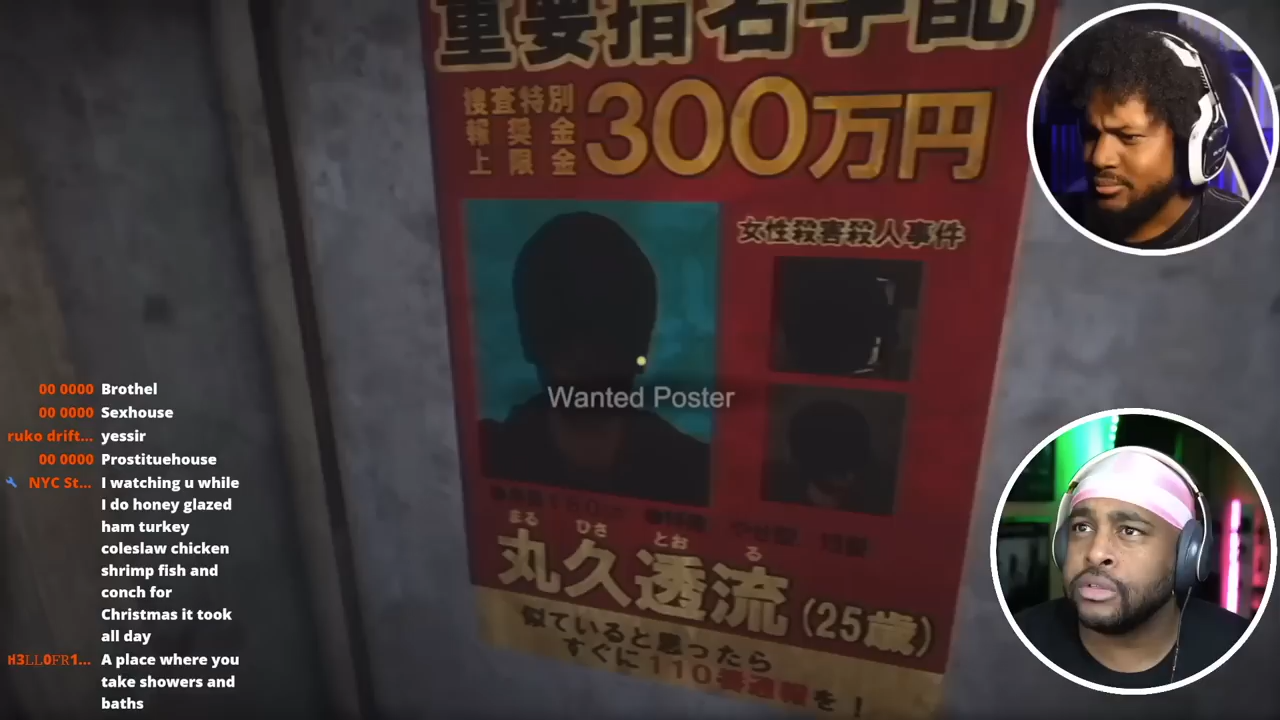 重要指名手配
捜査特別
報奨金
上限金
300万円
女性殺害殺人事件
Wanted Poster
まる ひさ とお る
丸久透流 (25歳)
似ていると思ったら
すぐに110番通報を!
00 0000 Brothel
00 0000 Sexhouse
ruko drift... yessir
00 0000 Prostituehouse
NYC St... I watching u while
I do honey glazed
ham turkey
coleslaw chicken
shrimp fish and
conch for
Christmas it took
all day
H3LL0FR1... A place where you
take showers and
baths